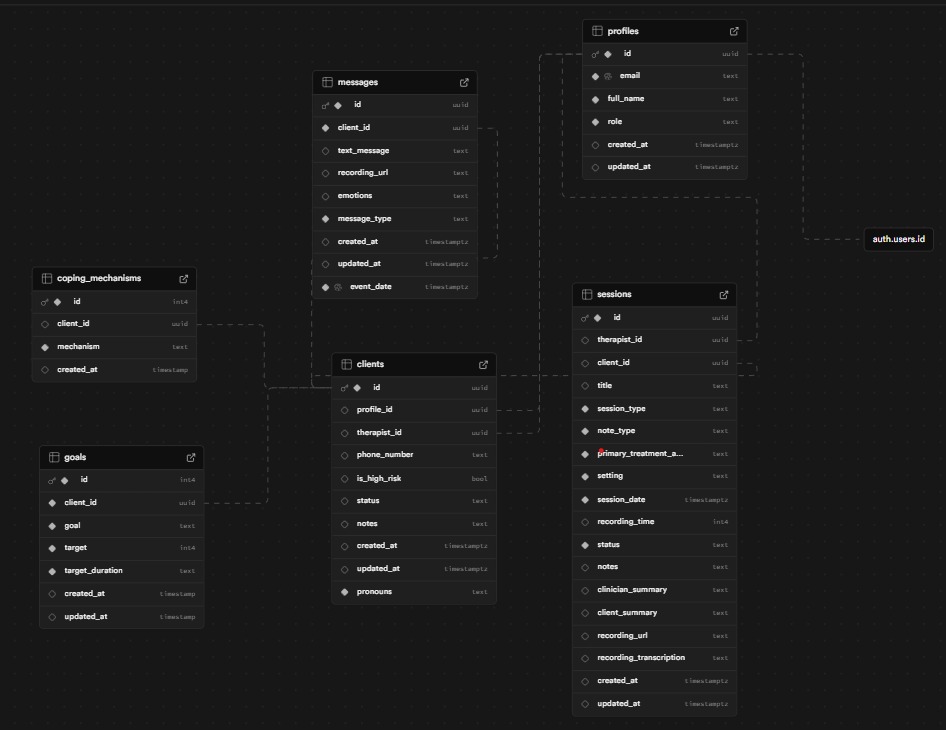 profiles
id uuid
email text
full_name text
role text
created_at timestamptz
updated_at timestamptz
messages
id uuid
client_id uuid
text_message text
recording_url text
emotions text
message_type text
created_at timestamptz
updated_at timestamptz
event_date text
auth.users.id
coping_mechanisms
id int4
client_id uuid
mechanism text
created_at timestamp
sessions
id uuid
therapist_id uuid
client_id uuid
title text
session_type text
note_type text
primary_treatment_a... text
setting text
session_date timestamptz
recording_time int4
status text
notes text
clinician_summary text
client_summary text
recording_url text
recording_transcription text
created_at timestamptz
updated_at timestamptz
clients
id uuid
profile_id uuid
therapist_id uuid
phone_number text
is_high_risk bool
status text
notes text
created_at timestamptz
updated_at timestamptz
pronouns text
goals
id int4
client_id uuid
goal text
target int4
target_duration text
created_at timestamp
updated_at timestamp